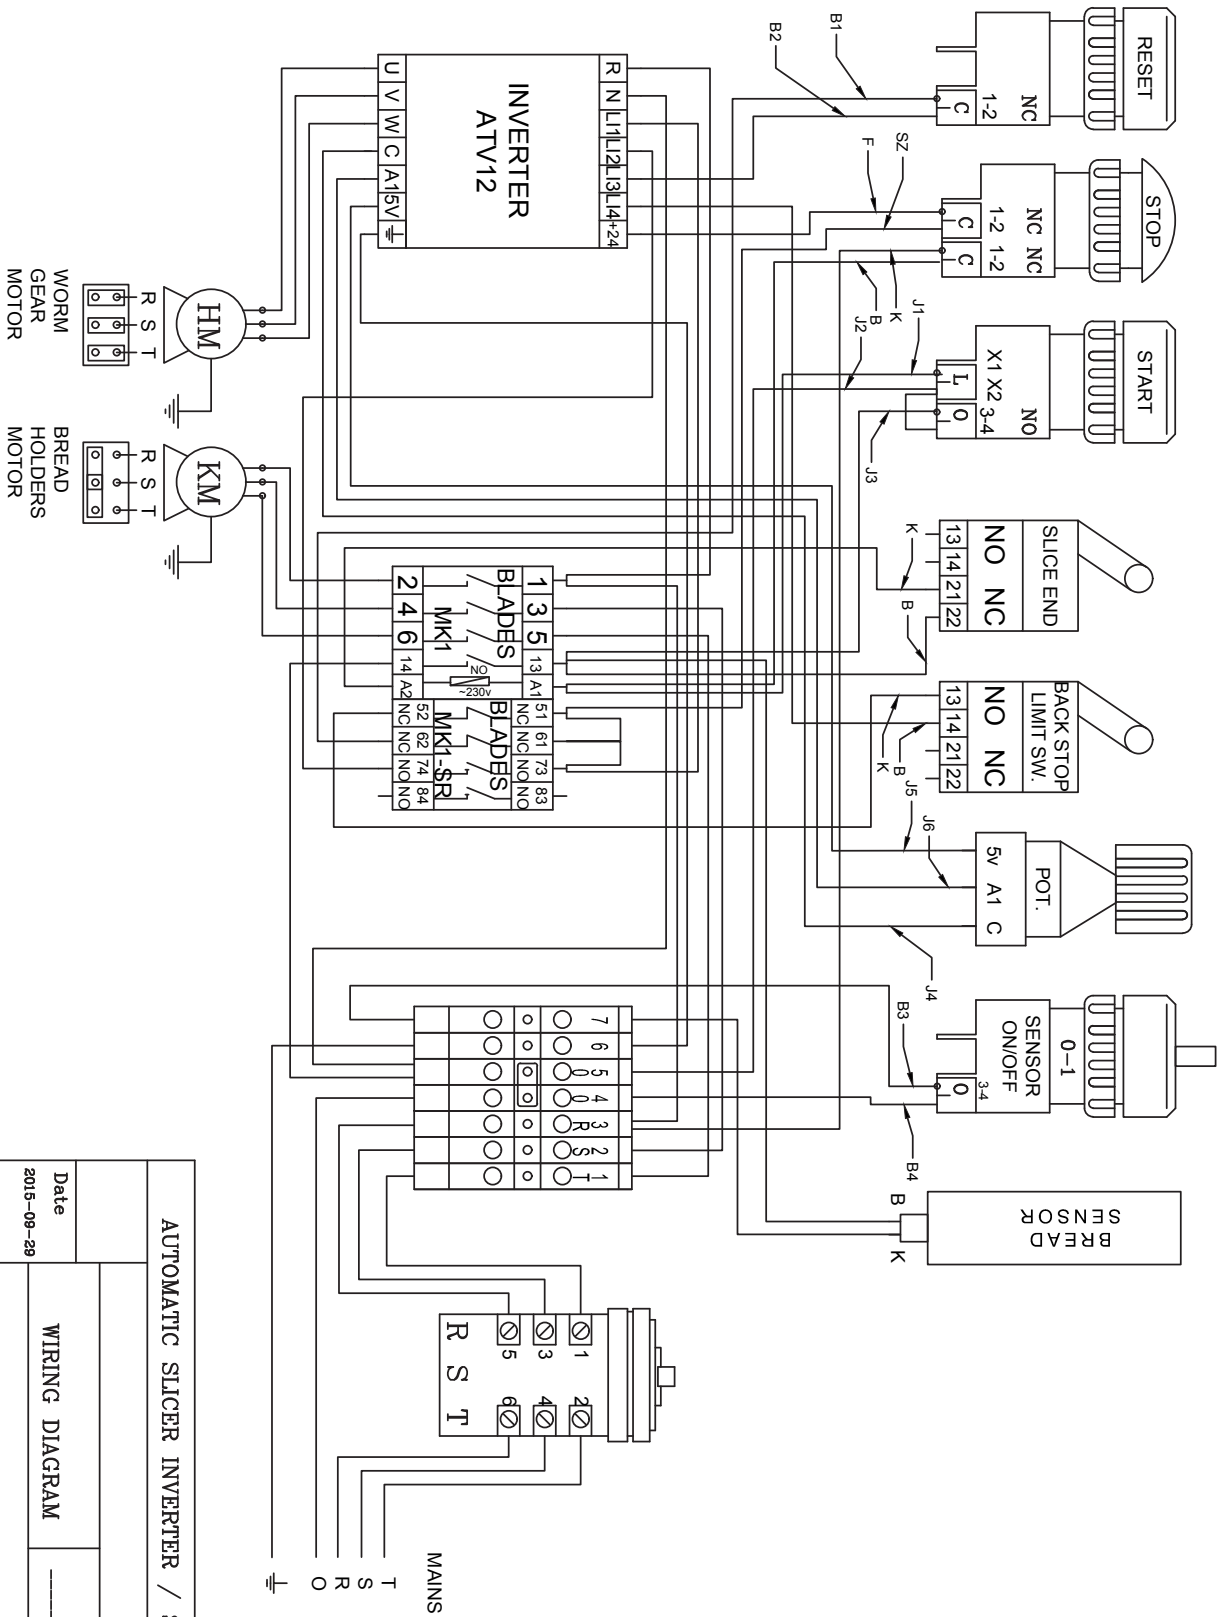 RESET
NC
1-2
C
B1
B2
STOP
NC NC
1-2 1-2
C C
SZ
F
K
B
START
NO
X1 X2 3-4
L O
J1
J2
J3
SLICE END
NO NC
13 14 21 22
K
B
BACK STOP
LIMIT SW.
NO NC
13 14 21 22
K
B
POT.
5v A1 C
J5
J6
J4
0-1
SENSOR
ON/OFF
3-4
O
B3
B4
BREAD
SENSOR
B K
R N LI1 LI2 LI3 LI4 +24
INVERTER
ATV12
U V W C A1 5V
1 3 5 13 A1
BLADES
NO
~230v
MK1
2 4 6 14 A2
51 61 73 83
NC NC NO NO
BLADES
MK1-SR
52 62 74 84
NC NC NO NO
7 6 5 4 3 2 1
O O R S T
1 3 5
2 4 6
R S T
MAINS
T
S
R
O
HM
R S T
WORM
GEAR
MOTOR
KM
R S T
BREAD
HOLDERS
MOTOR
AUTOMATIC SLICER INVERTER /
Date
2015-09-29
WIRING DIAGRAM